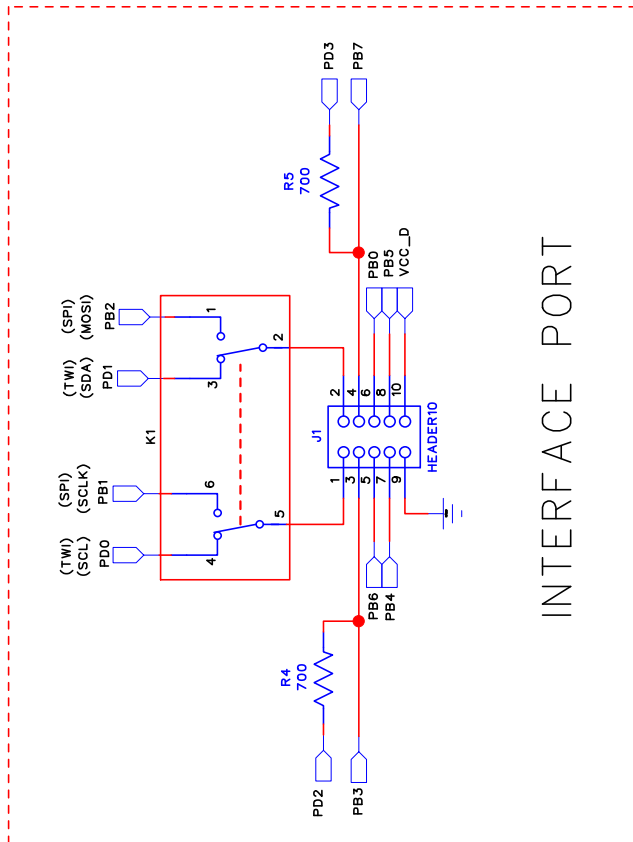 (TWI)
(SCL)
PD0
(SPI)
(SCLK)
PB1
(TWI)
(SDA)
PD1
(SPI)
(MOSI)
PB2
K1
4
6
5
3
1
2
J1
HEADER10
1
3
5
7
9
2
4
6
8
10
PB6
PB4
PB0
PB5
VCC_D
R4
700
PD2
PB3
R5
700
PD3
PB7
INTERFACE PORT